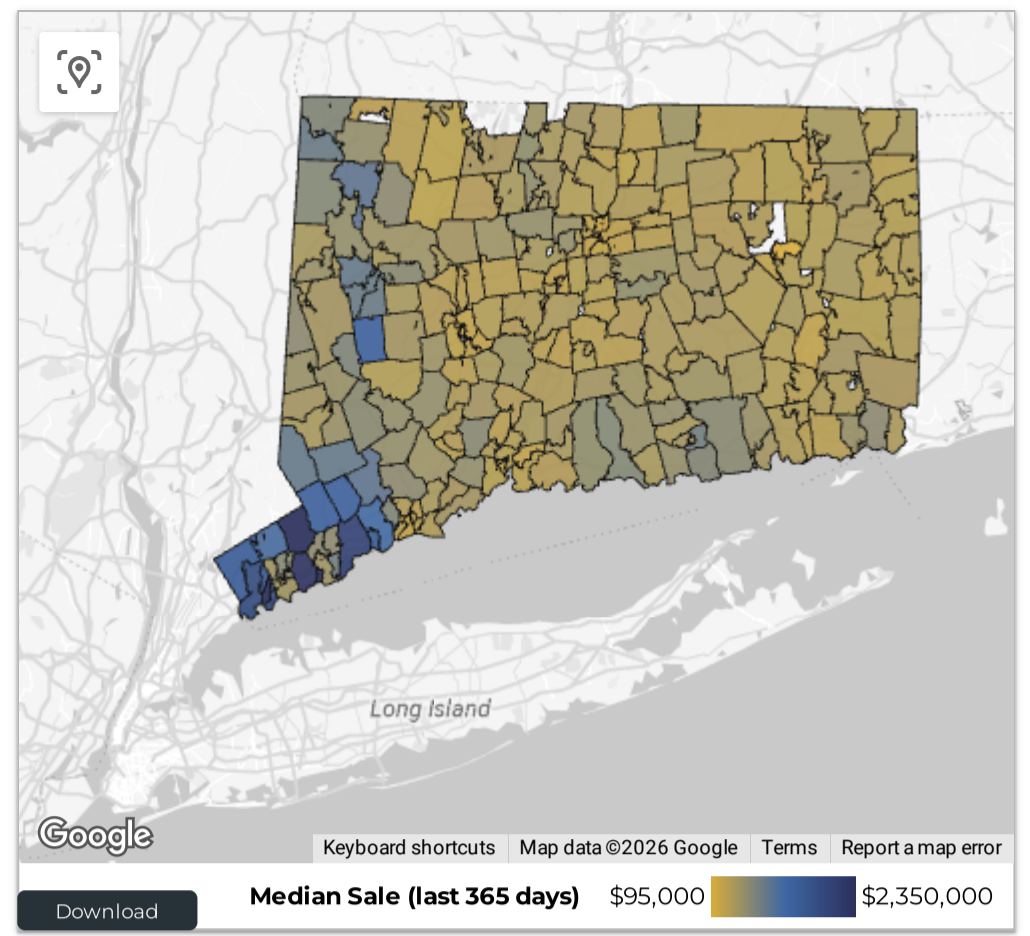 Long Island
Google
Keyboard shortcuts
Map data ©2026 Google
Terms
Report a map error
Download
Median Sale (last 365 days)
$95,000
$2,350,000